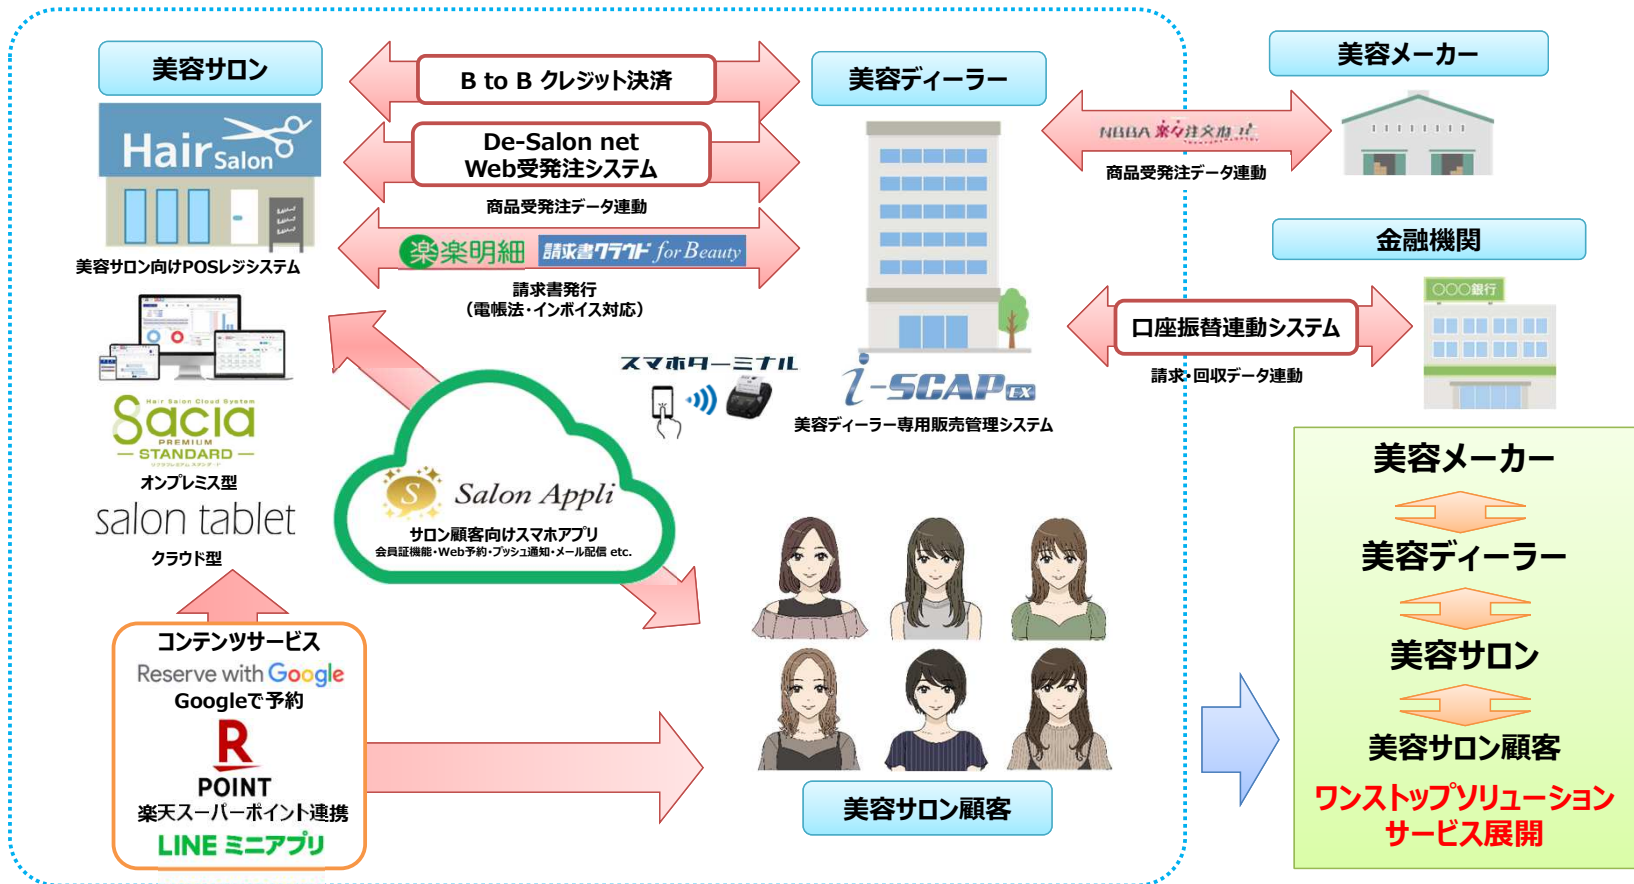 美容サロン
Hair Salon
美容サロン向けPOSレジシステム
Hair Salon Cloud System
Sacla
PREMIUM
STANDARD
オンプレミス型
salon tablet
クラウド型
コンテンツサービス
Reserve with Google
Googleで予約
R
POINT
楽天スーパーポイント連携
LINE ミニアプリ
B to B クレジット決済
De-Salon net
Web受発注システム
商品受発注データ連動
楽楽明細
請求書クラウド for Beauty
請求書発行
（電帳法・インボイス対応）
スマホターミナル
S
Salon Appli
サロン顧客向けスマホアプリ
会員証機能・Web予約・プッシュ通知・メール配信 etc.
美容ディーラー
i-SCAP EX
美容ディーラー専用販売管理システム
美容サロン顧客
美容メーカー
NBBA 楽々注文
商品受発注データ連動
金融機関
〇〇〇銀行
口座振替連動システム
請求・回収データ連動
美容メーカー
美容ディーラー
美容サロン
美容サロン顧客
ワンストップソリューション
サービス展開